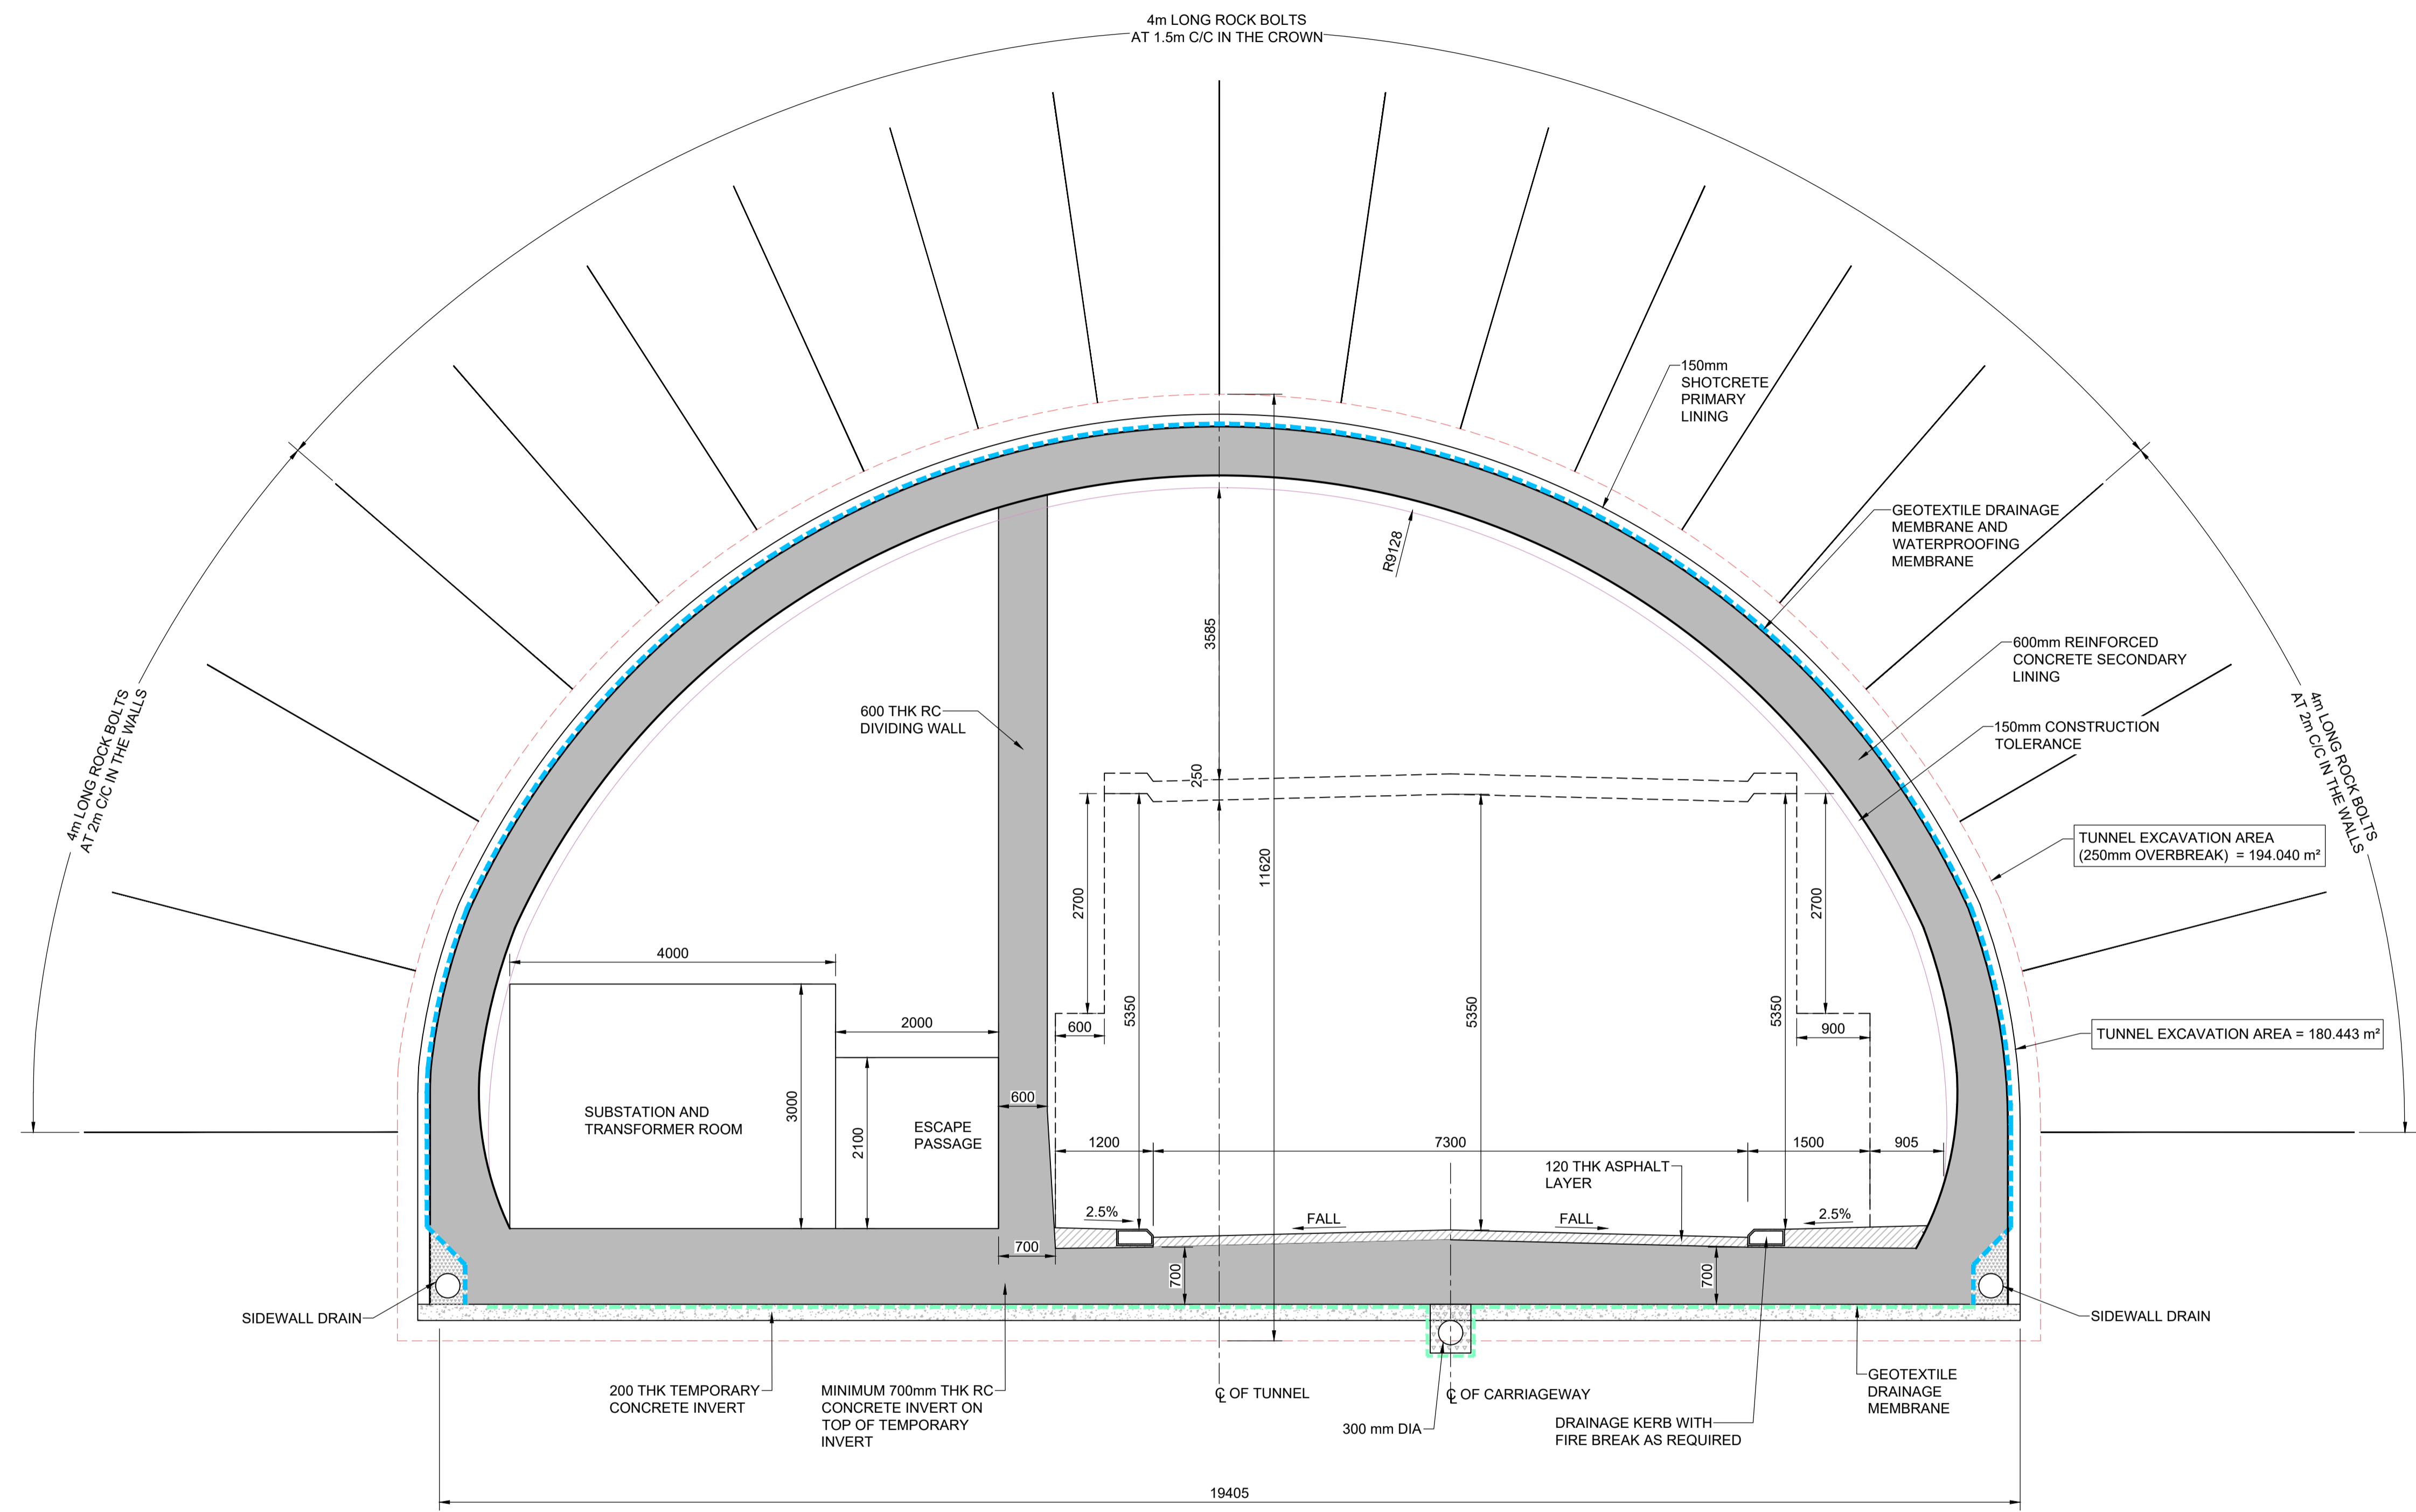 4m LONG ROCK BOLTS
AT 1.5m C/C IN THE CROWN
150mm
SHOTCRETE
PRIMARY
LINING
GEOTEXTILE DRAINAGE
MEMBRANE AND
WATERPROOFING
MEMBRANE
R9128
3585
600mm REINFORCED
CONCRETE SECONDARY
LINING
4m LONG ROCK BOLTS
AT 2m C/C IN THE WALLS
4m LONG ROCK BOLTS
AT 2m C/C IN THE WALLS
600 THK RC
DIVIDING WALL
150mm CONSTRUCTION
TOLERANCE
250
11620
TUNNEL EXCAVATION AREA
(250mm OVERBREAK) = 194.040 m²
2700
2700
4000
2000
600
5350
5350
5350
900
TUNNEL EXCAVATION AREA = 180.443 m²
3000
SUBSTATION AND
TRANSFORMER ROOM
2100
ESCAPE
PASSAGE
600
1200
7300
1500
905
120 THK ASPHALT
LAYER
2.5%
FALL
FALL
2.5%
700
700
700
SIDEWALL DRAIN
SIDEWALL DRAIN
200 THK TEMPORARY
CONCRETE INVERT
MINIMUM 700mm THK RC
CONCRETE INVERT ON
TOP OF TEMPORARY
INVERT
℄ OF TUNNEL
℄ OF CARRIAGEWAY
300 mm DIA
DRAINAGE KERB WITH
FIRE BREAK AS REQUIRED
GEOTEXTILE
DRAINAGE
MEMBRANE
19405